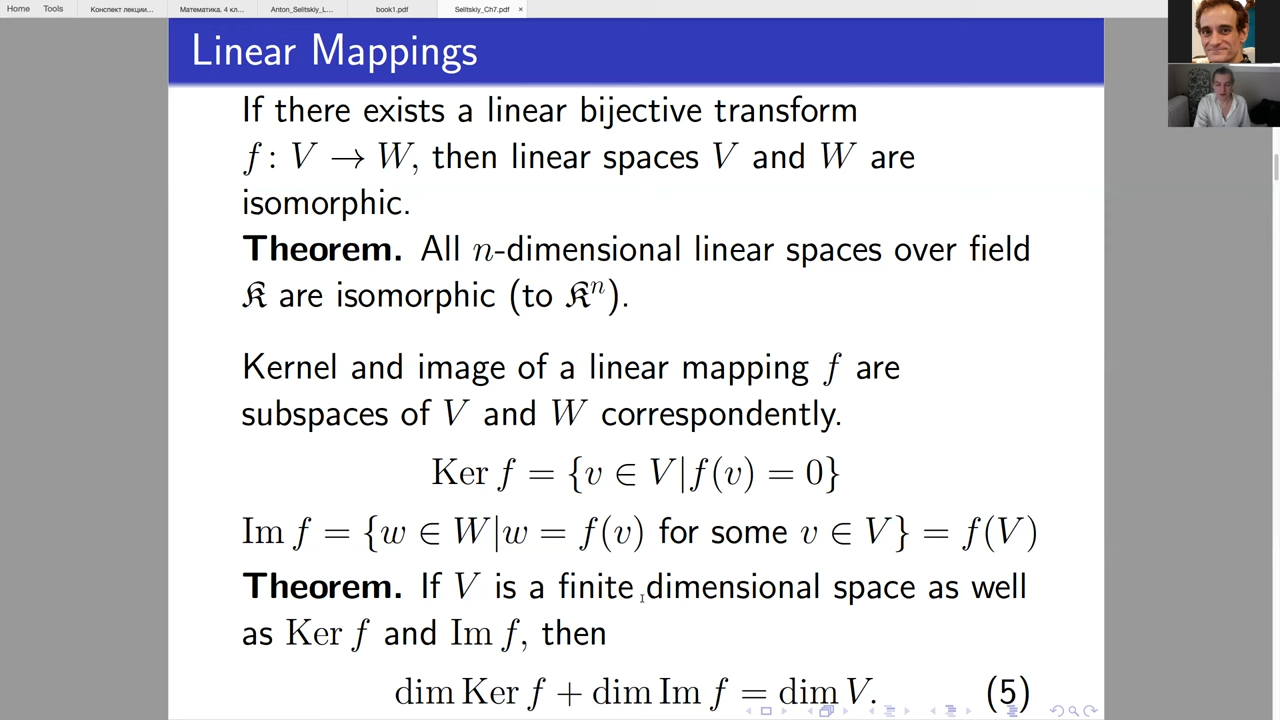 Home Tools Конспект лекции... Математика. 4 кл... Anton_Selitskiy_L... book1.pdf Selitskiy_Ch7.pdf ×
Linear Mappings
If there exists a linear bijective transform
f : V → W, then linear spaces V and W are
isomorphic.
Theorem. All n-dimensional linear spaces over field
𝔎 are isomorphic (to 𝔎ⁿ).
Kernel and image of a linear mapping f are
subspaces of V and W correspondently.
Ker f = {v ∈ V|f(v) = 0}
Im f = {w ∈ W|w = f(v) for some v ∈ V} = f(V)
Theorem. If V is a finite dimensional space as well
as Ker f and Im f, then
dim Ker f + dim Im f = dim V. (5)